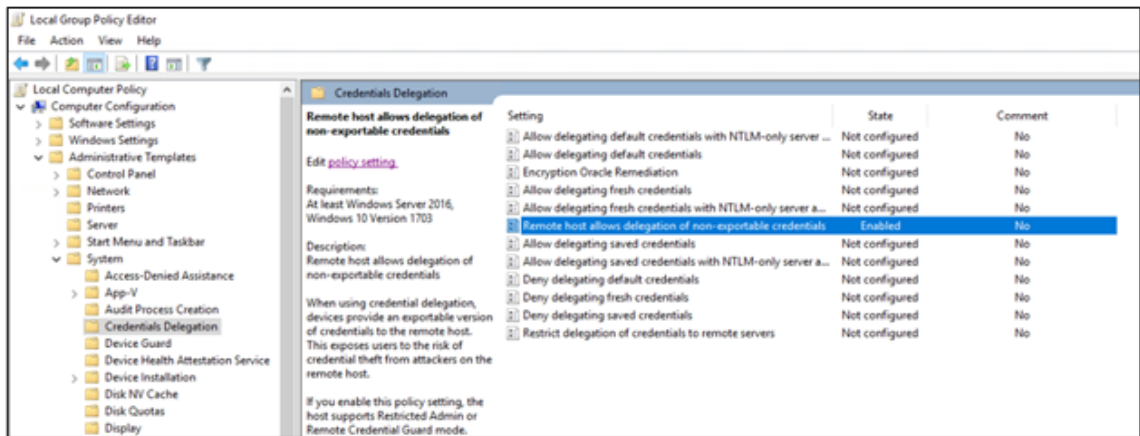 Local Group Policy Editor
File Action View Help
Local Computer Policy
Computer Configuration
Software Settings
Windows Settings
Administrative Templates
Control Panel
Network
Printers
Server
Start Menu and Taskbar
System
Access-Denied Assistance
App-V
Audit Process Creation
Credentials Delegation
Device Guard
Device Health Attestation Service
Device Installation
Disk NV Cache
Disk Quotas
Display
Credentials Delegation
Remote host allows delegation of
non-exportable credentials
Edit policy setting
Requirements:
At least Windows Server 2016,
Windows 10 Version 1703
Description:
Remote host allows delegation of
non-exportable credentials
When using credential delegation,
devices provide an exportable version
of credentials to the remote host.
This exposes users to the risk of
credential theft from attackers on the
remote host.
If you enable this policy setting, the
host supports Restricted Admin or
Remote Credential Guard mode.
Setting State Comment
Allow delegating default credentials with NTLM-only server ... Not configured No
Allow delegating default credentials Not configured No
Encryption Oracle Remediation Not configured No
Allow delegating fresh credentials Not configured No
Allow delegating fresh credentials with NTLM-only server a... Not configured No
Remote host allows delegation of non-exportable credentials Enabled No
Allow delegating saved credentials Not configured No
Allow delegating saved credentials with NTLM-only server a... Not configured No
Deny delegating default credentials Not configured No
Deny delegating fresh credentials Not configured No
Deny delegating saved credentials Not configured No
Restrict delegation of credentials to remote servers Not configured No